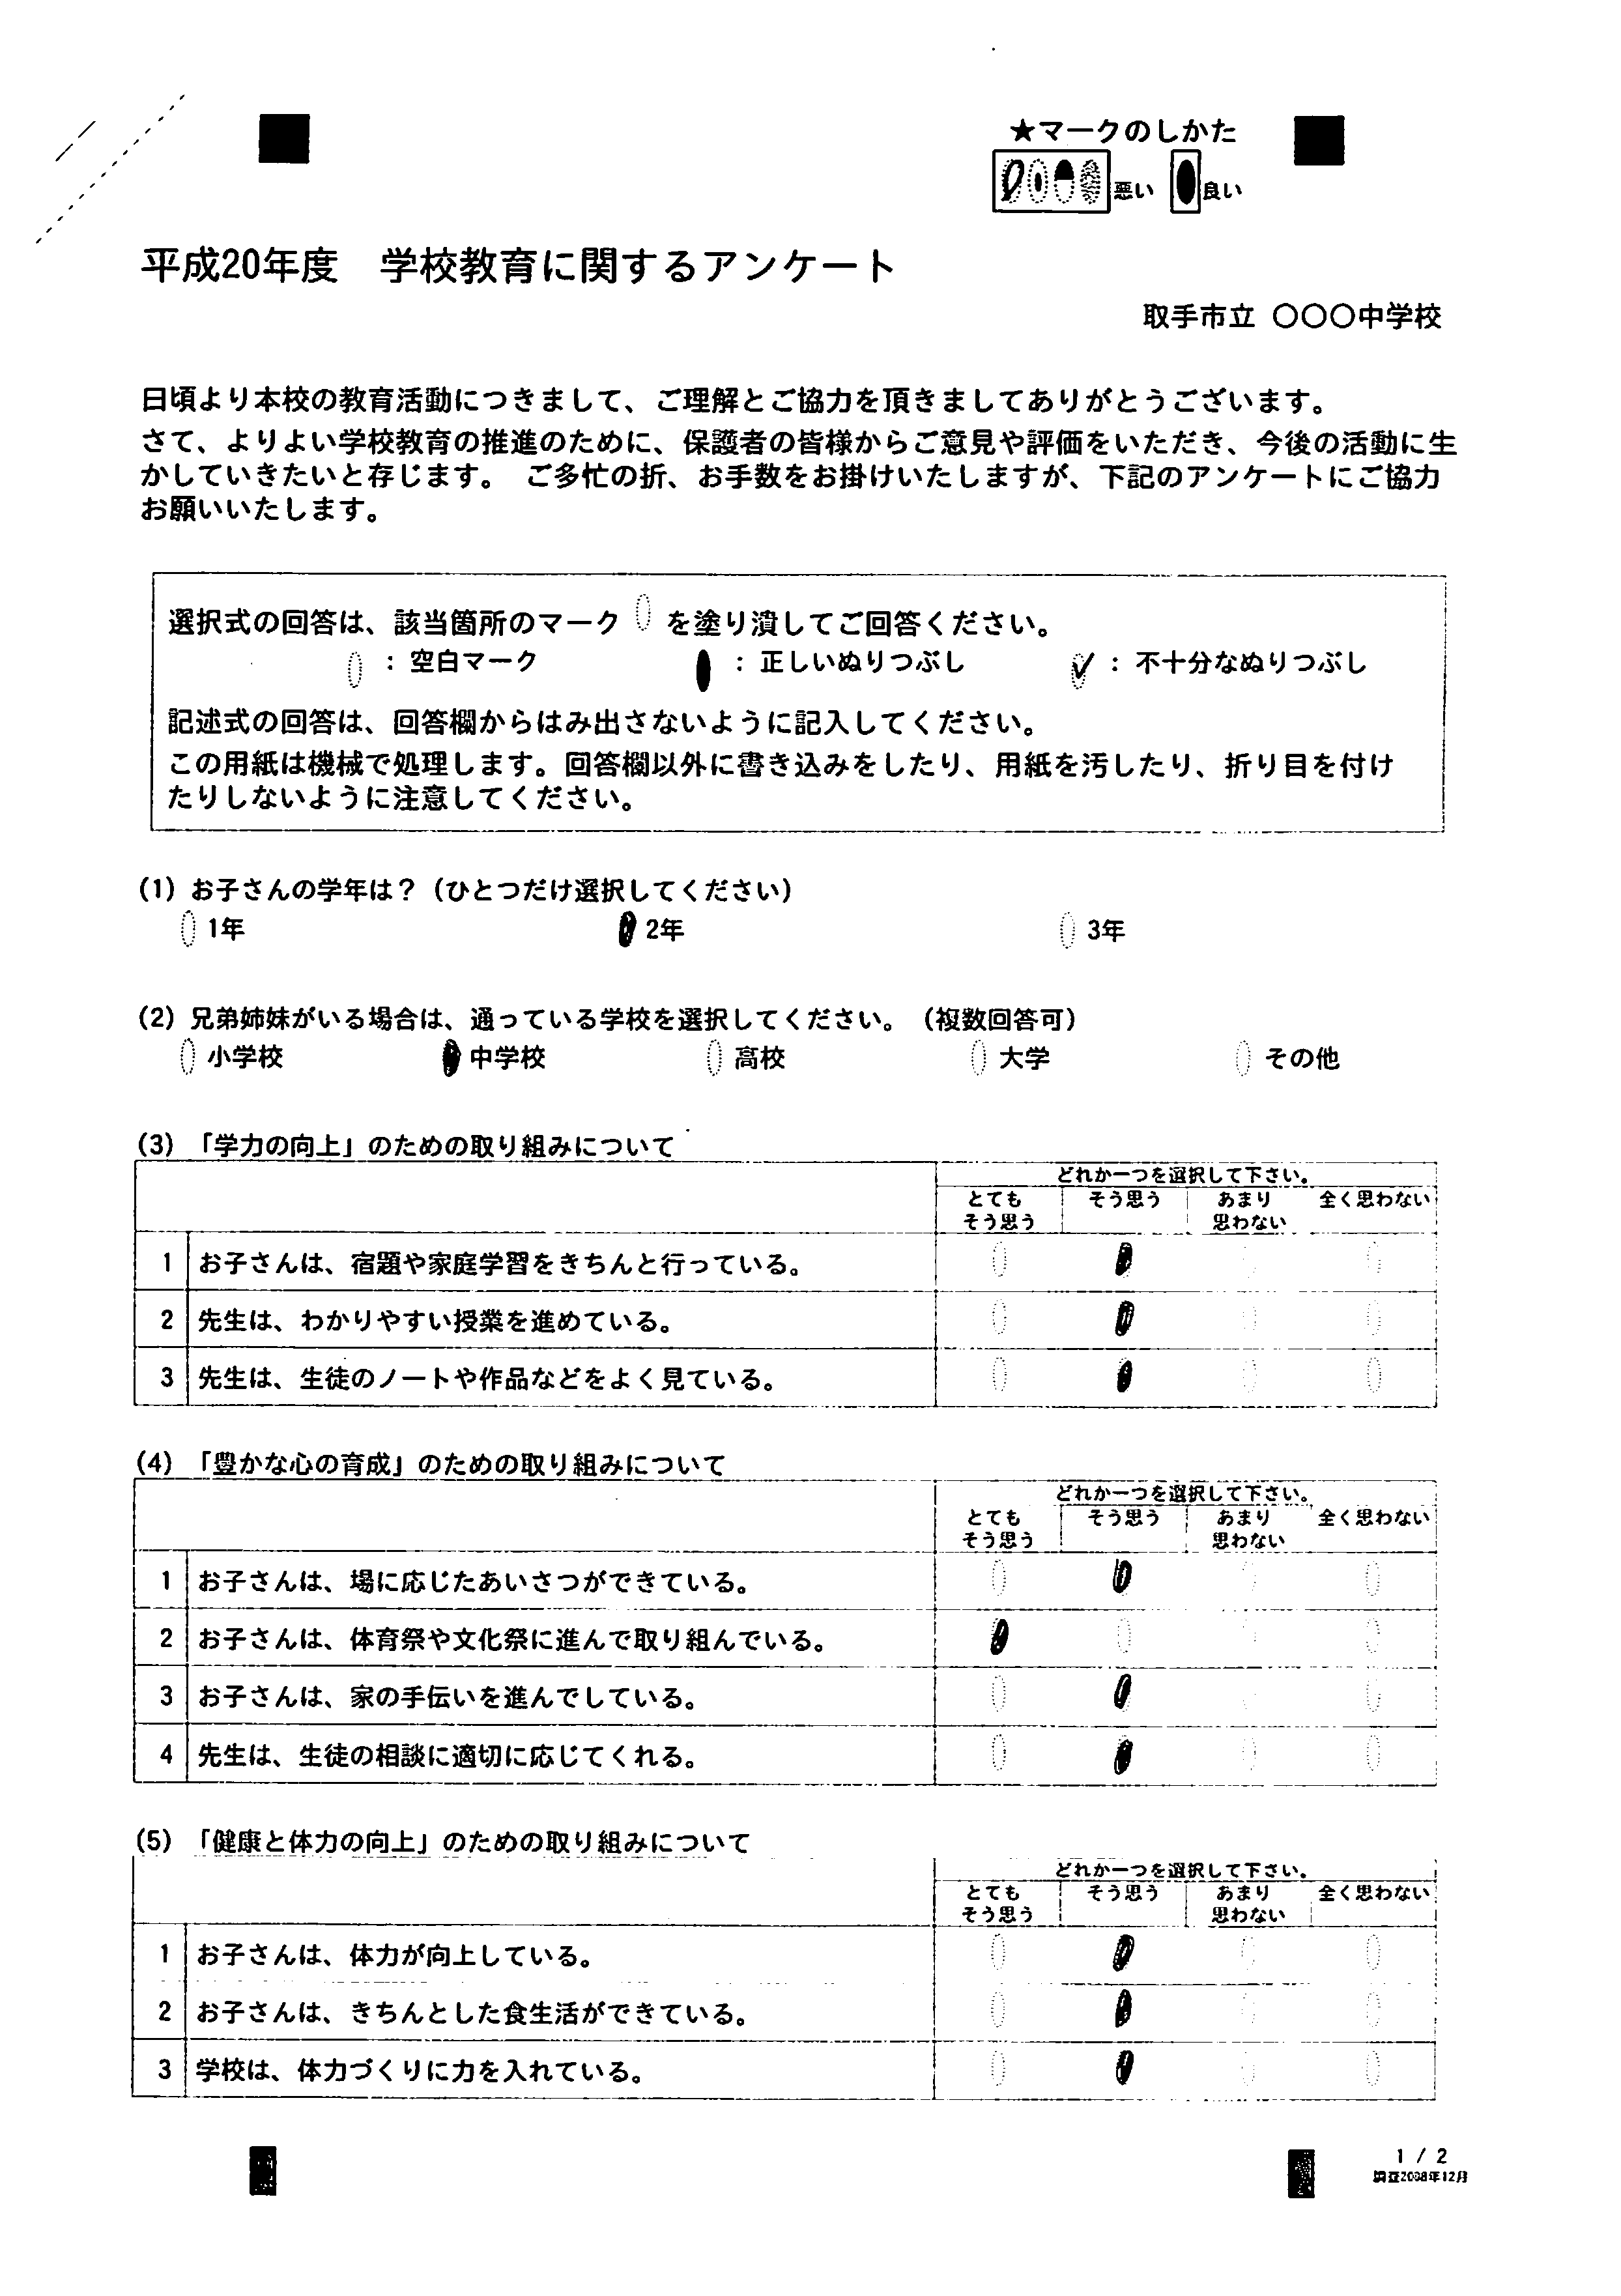 ★マークのしかた
悪い 良い
平成20年度　学校教育に関するアンケート
取手市立 〇〇〇中学校
日頃より本校の教育活動につきまして、ご理解とご協力を頂きましてありがとうございます。
さて、よりよい学校教育の推進のために、保護者の皆様からご意見や評価をいただき、今後の活動に生
かしていきたいと存じます。 ご多忙の折、お手数をお掛けいたしますが、下記のアンケートにご協力
お願いいたします。
選択式の回答は、該当箇所のマーク を塗り潰してご回答ください。
：空白マーク ：正しいぬりつぶし ：不十分なぬりつぶし
記述式の回答は、回答欄からはみ出さないように記入してください。
この用紙は機械で処理します。回答欄以外に書き込みをしたり、用紙を汚したり、折り目を付け
たりしないように注意してください。
(1) お子さんの学年は？（ひとつだけ選択してください）
1年 2年 3年
(2) 兄弟姉妹がいる場合は、通っている学校を選択してください。（複数回答可）
小学校 中学校 高校 大学 その他
(3) 「学力の向上」のための取り組みについて
どれか一つを選択して下さい。
とても そう思う あまり 全く思わない
そう思う 思わない
1 お子さんは、宿題や家庭学習をきちんと行っている。
2 先生は、わかりやすい授業を進めている。
3 先生は、生徒のノートや作品などをよく見ている。
(4) 「豊かな心の育成」のための取り組みについて
どれか一つを選択して下さい。
とても そう思う あまり 全く思わない
そう思う 思わない
1 お子さんは、場に応じたあいさつができている。
2 お子さんは、体育祭や文化祭に進んで取り組んでいる。
3 お子さんは、家の手伝いを進んでしている。
4 先生は、生徒の相談に適切に応じてくれる。
(5) 「健康と体力の向上」のための取り組みについて
どれか一つを選択して下さい。
とても そう思う あまり 全く思わない
そう思う 思わない
1 お子さんは、体力が向上している。
2 お子さんは、きちんとした食生活ができている。
3 学校は、体力づくりに力を入れている。
1 / 2
調査2008年12月